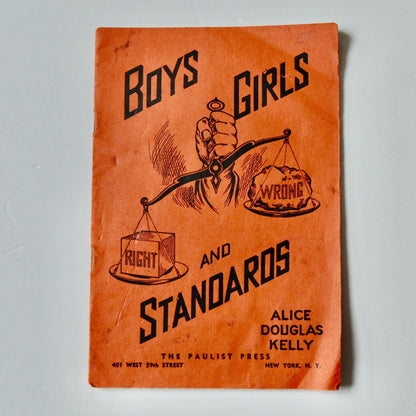 BOYS GIRLS
WRONG
RIGHT
AND
STANDARDS
ALICE
DOUGLAS
KELLY
THE PAULIST PRESS
401 WEST 59th STREET NEW YORK, N. Y.